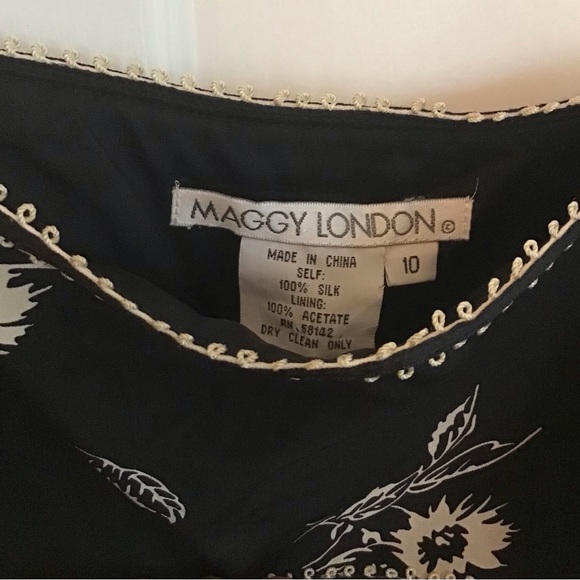 MAGGY LONDON ©
10
MADE IN CHINA
SELF:
100% SILK
LINING:
100% ACETATE
RN 58142
DRY CLEAN ONLY